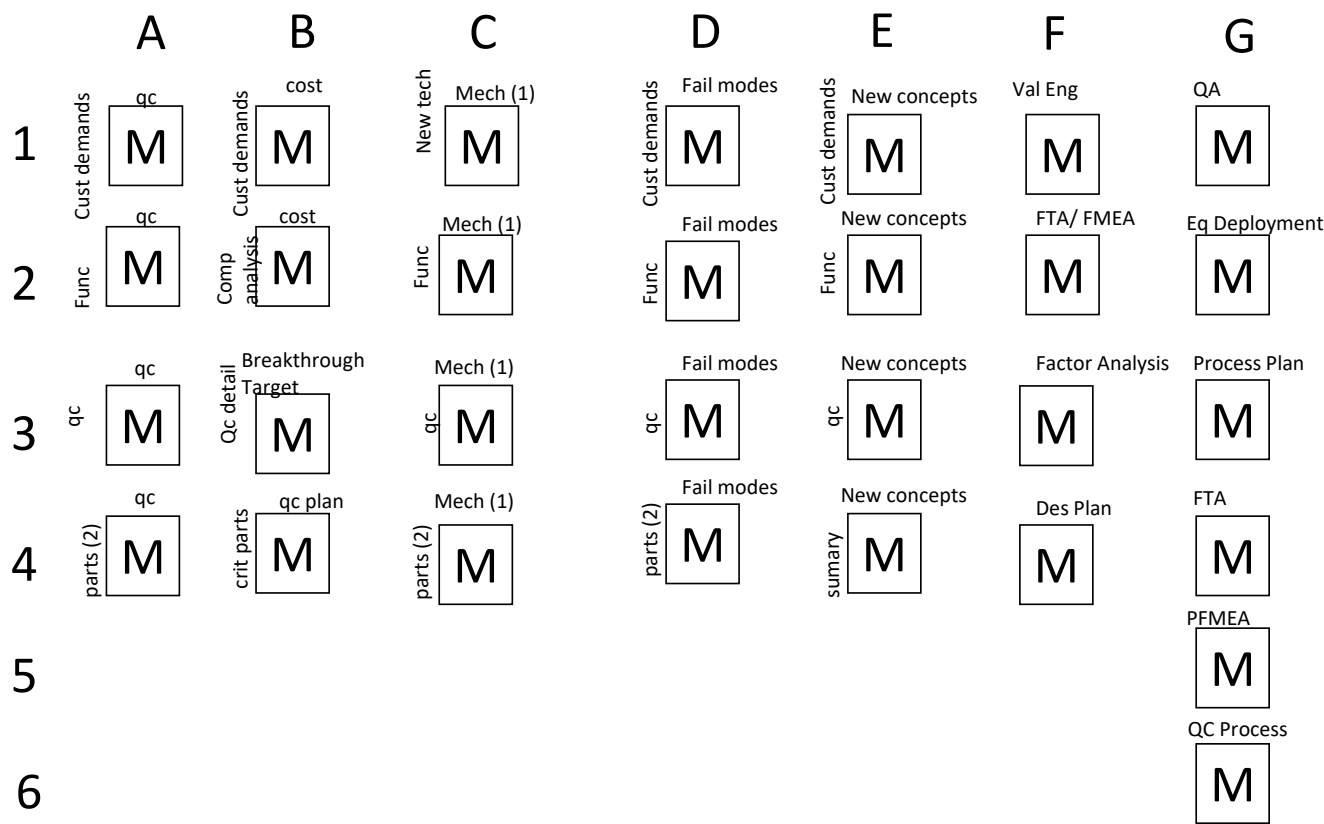 A B C D E F G
1
qc cost Mech (1) Fail modes New concepts Val Eng QA
Cust demands Cust demands New tech Cust demands Cust demands
M M M M M M M
2
qc cost Mech (1) Fail modes New concepts FTA/ FMEA Eq Deployment
Func Comp analysis Func Func Func
M M M M M M M
3
qc Breakthrough Target Mech (1) Fail modes New concepts Factor Analysis Process Plan
qc Qc detail qc qc qc
M M M M M M M
4
qc qc plan Mech (1) Fail modes New concepts Des Plan FTA
parts (2) crit parts parts (2) parts (2) sumary
M M M M M M M
5
PFMEA
M
6
QC Process
M